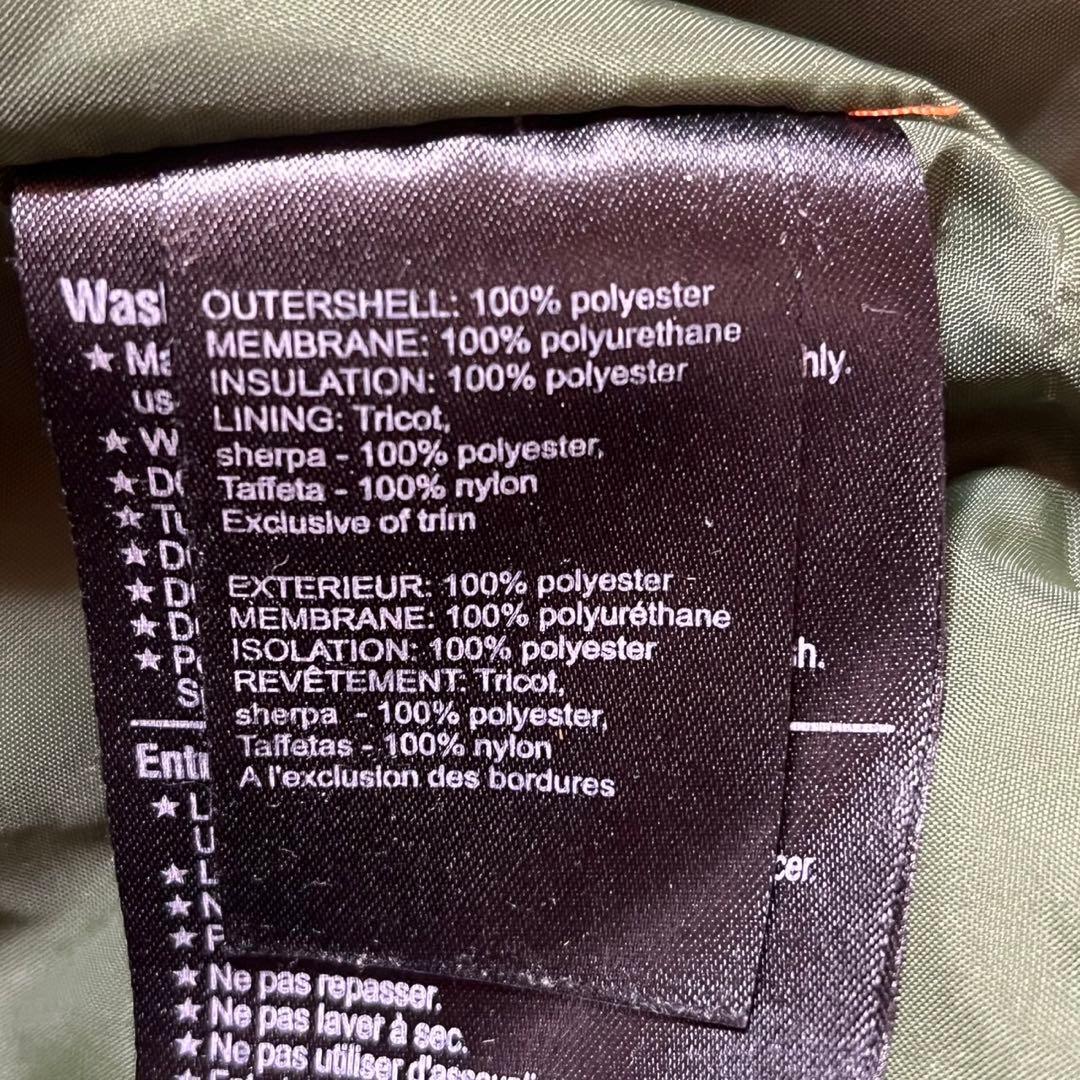 OUTERSHELL: 100% polyester
MEMBRANE: 100% polyurethane
INSULATION: 100% polyester
LINING: Tricot,
sherpa - 100% polyester,
Taffeta - 100% nylon
Exclusive of trim
EXTERIEUR: 100% polyester
MEMBRANE: 100% polyuréthane
ISOLATION: 100% polyester
REVÊTEMENT: Tricot,
sherpa - 100% polyester,
Taffetas - 100% nylon
A l'exclusion des bordures
★ Ne pas repasser.
★ Ne pas laver à sec.
★ Ne pas utiliser